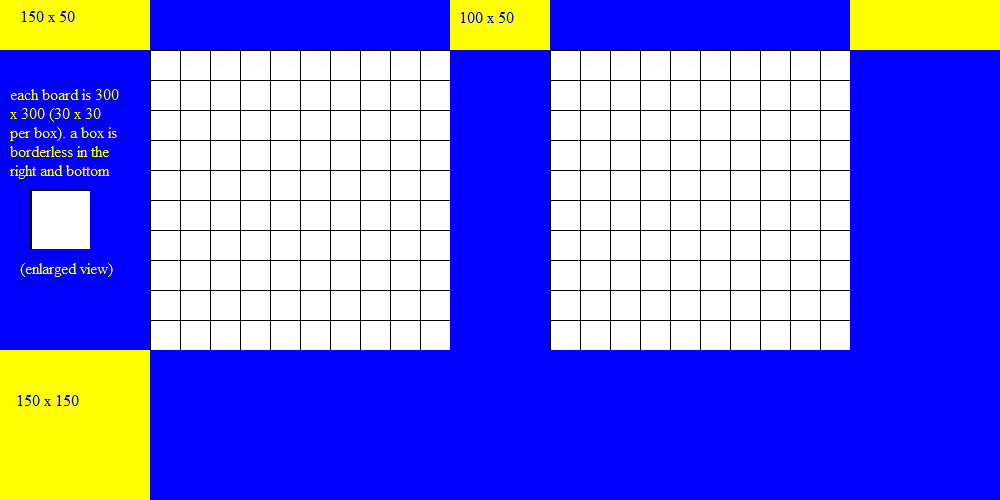 150 x 50
100 x 50
each board is 300
x 300 (30 x 30
per box). a box is
borderless in the
right and bottom
(enlarged view)
150 x 150